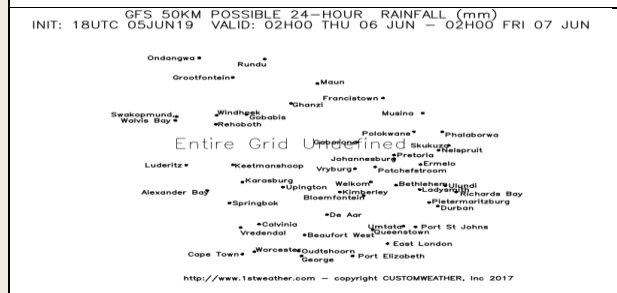 GFS 50KM POSSIBLE 24-HOUR RAINFALL (mm)
INIT: 18UTC 05JUN19 VALID: 02H00 THU 06 JUN - 02H00 FRI 07 JUN
Ondangwa
Rundu
Grootfontein
Maun
Francistown
Ghanzi
Swakopmund
Walvis Bay
Windhoek
Gobabis
Rehoboth
Musina
Polokwane
Phalaborwa
Entire Grid Undefined
Gaborone
Skukuza
Nelspruit
Johannesburg
Pretoria
Luderitz
Keetmanshoop
Vryburg
Potchefstroom
Ermelo
Karasburg
Upington
Welkom
Bethlehem
Ulundi
Alexander Bay
Kimberley
Ladysmith
Richards Bay
Bloemfontein
Springbok
Pietermaritzburg
Durban
De Aar
Calvinia
Umtata
Port St Johns
Vredendal
Beaufort West
Queenstown
East London
Cape Town
Worcester
Oudtshoorn
George
Port Elizabeth
http://www.1stweather.com - copyright CUSTOMWEATHER, Inc 2017